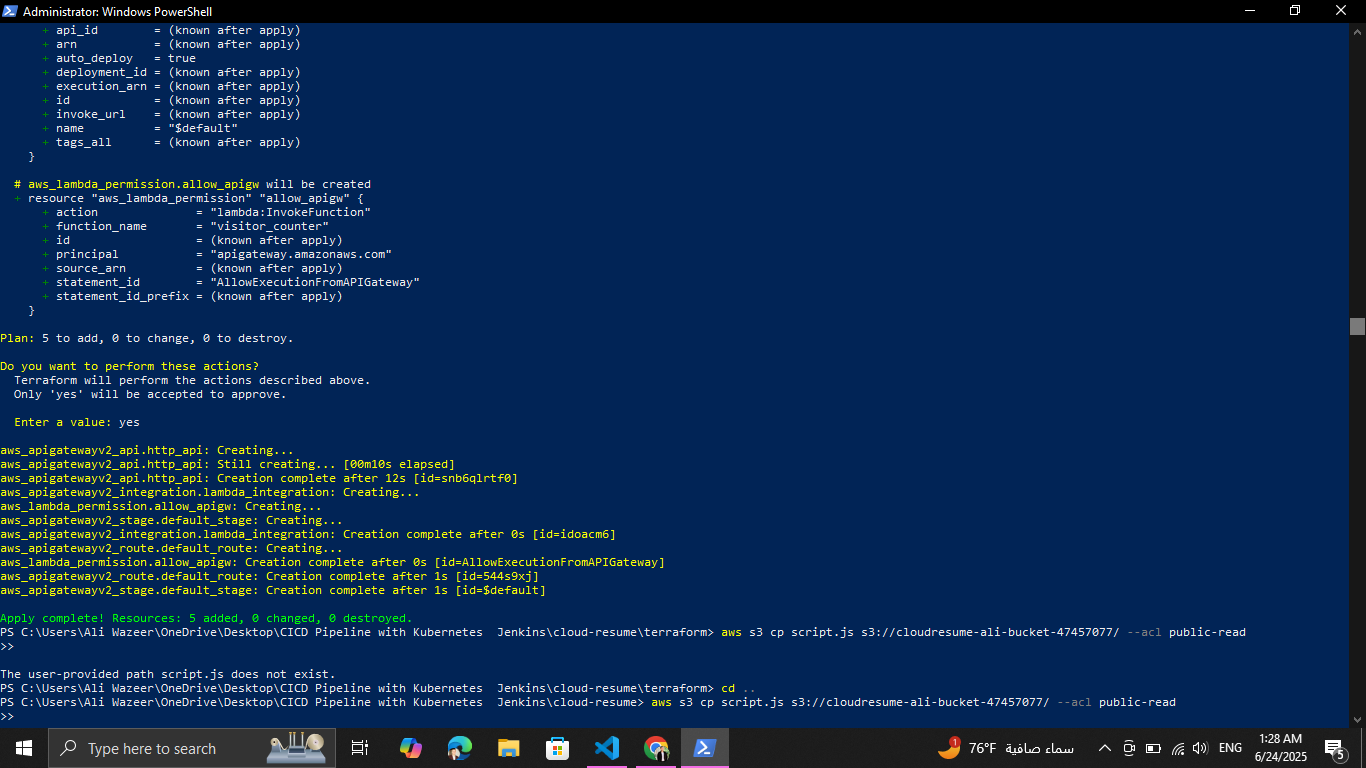 Administrator: Windows PowerShell
+ api_id = (known after apply)
+ arn = (known after apply)
+ auto_deploy = true
+ deployment_id = (known after apply)
+ execution_arn = (known after apply)
+ id = (known after apply)
+ invoke_url = (known after apply)
+ name = "$default"
+ tags_all = (known after apply)
}
# aws_lambda_permission.allow_apigw will be created
+ resource "aws_lambda_permission" "allow_apigw" {
+ action = "lambda:InvokeFunction"
+ function_name = "visitor_counter"
+ id = (known after apply)
+ principal = "apigateway.amazonaws.com"
+ source_arn = (known after apply)
+ statement_id = "AllowExecutionFromAPIGateway"
+ statement_id_prefix = (known after apply)
}
Plan: 5 to add, 0 to change, 0 to destroy.
Do you want to perform these actions?
Terraform will perform the actions described above.
Only 'yes' will be accepted to approve.
Enter a value: yes
aws_apigatewayv2_api.http_api: Creating...
aws_apigatewayv2_api.http_api: Still creating... [00m10s elapsed]
aws_apigatewayv2_api.http_api: Creation complete after 12s [id=snb6qlrtf0]
aws_apigatewayv2_integration.lambda_integration: Creating...
aws_lambda_permission.allow_apigw: Creating...
aws_apigatewayv2_stage.default_stage: Creating...
aws_apigatewayv2_integration.lambda_integration: Creation complete after 0s [id=idoacm6]
aws_apigatewayv2_route.default_route: Creating...
aws_lambda_permission.allow_apigw: Creation complete after 0s [id=AllowExecutionFromAPIGateway]
aws_apigatewayv2_route.default_route: Creation complete after 1s [id=544s9xj]
aws_apigatewayv2_stage.default_stage: Creation complete after 1s [id=$default]
Apply complete! Resources: 5 added, 0 changed, 0 destroyed.
PS C:\Users\Ali Wazeer\OneDrive\Desktop\CICD Pipeline with Kubernetes  Jenkins\cloud-resume\terraform> aws s3 cp script.js s3://cloudresume-ali-bucket-47457077/ --acl public-read
>>
The user-provided path script.js does not exist.
PS C:\Users\Ali Wazeer\OneDrive\Desktop\CICD Pipeline with Kubernetes  Jenkins\cloud-resume\terraform> cd ..
PS C:\Users\Ali Wazeer\OneDrive\Desktop\CICD Pipeline with Kubernetes  Jenkins\cloud-resume> aws s3 cp script.js s3://cloudresume-ali-bucket-47457077/ --acl public-read
>>
Type here to search
1
76°F سماء صافية
ENG
1:28 AM
6/24/2025
5